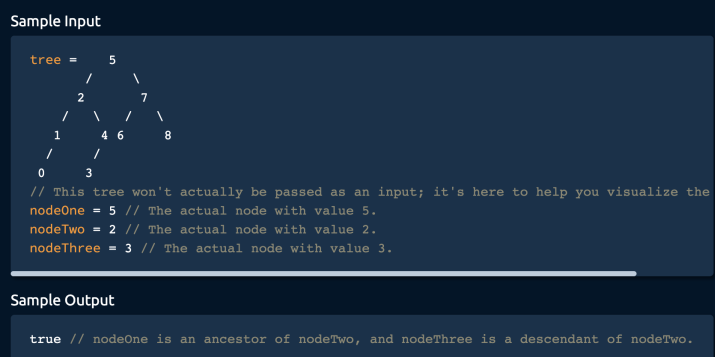 Sample Input
tree =    5
       /     \
      2       7
    /   \   /   \
   1     4 6     8
  /     /
 0     3
// This tree won't actually be passed as an input; it's here to help you visualize the
nodeOne = 5 // The actual node with value 5.
nodeTwo = 2 // The actual node with value 2.
nodeThree = 3 // The actual node with value 3.
Sample Output
true // nodeOne is an ancestor of nodeTwo, and nodeThree is a descendant of nodeTwo.